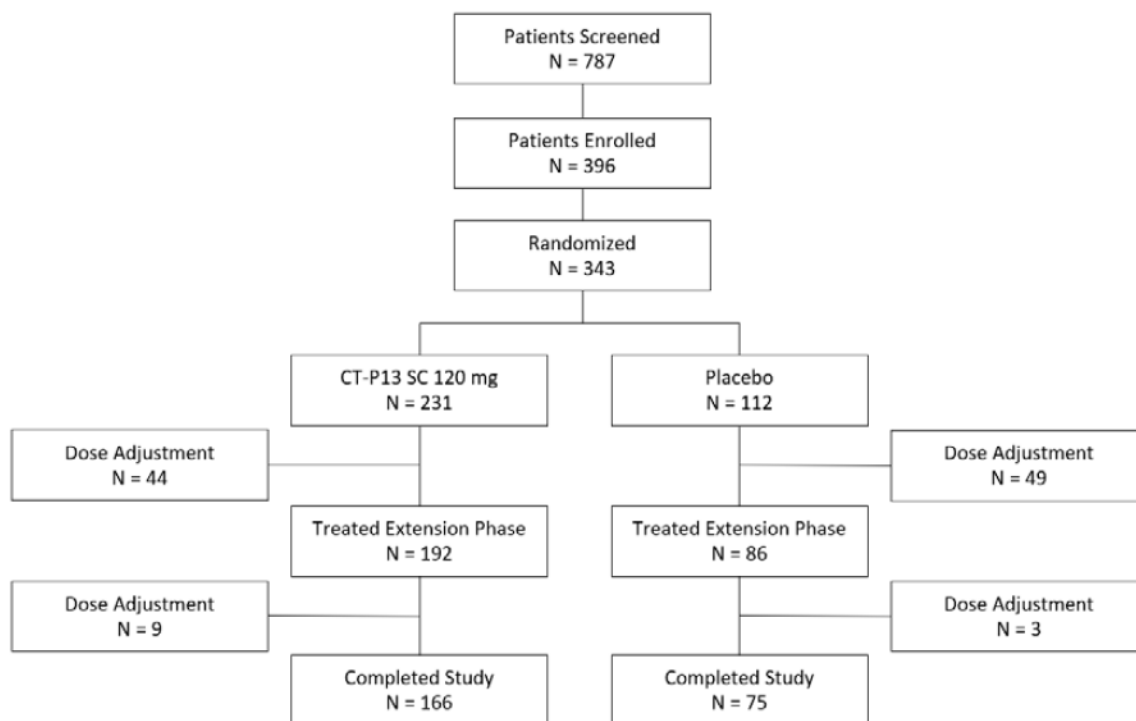 Patients Screened
N = 787
Patients Enrolled
N = 396
Randomized
N = 343
CT-P13 SC 120 mg
N = 231
Placebo
N = 112
Dose Adjustment
N = 44
Dose Adjustment
N = 49
Treated Extension Phase
N = 192
Treated Extension Phase
N = 86
Dose Adjustment
N = 9
Dose Adjustment
N = 3
Completed Study
N = 166
Completed Study
N = 75